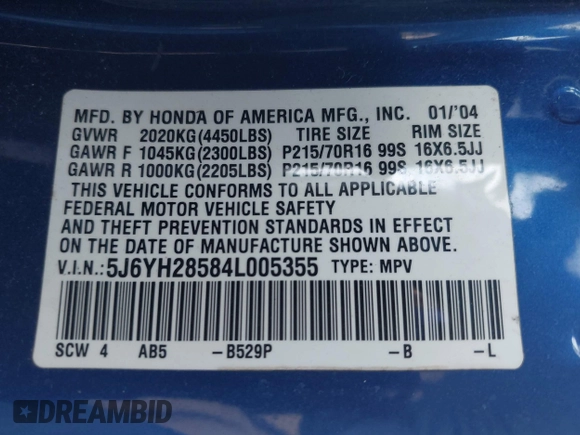 MFD. BY HONDA OF AMERICA MFG., INC. 01/'04
GVWR 2020KG(4450LBS) TIRE SIZE RIM SIZE
GAWR F 1045KG(2300LBS) P215/70R16 99S 16X6.5JJ
GAWR R 1000KG(2205LBS) P215/70R16 99S 16X6.5JJ
THIS VEHICLE CONFORMS TO ALL APPLICABLE
FEDERAL MOTOR VEHICLE SAFETY
AND THEFT PREVENTION STANDARDS IN EFFECT
ON THE DATE OF MANUFACTURE SHOWN ABOVE.
V.I.N.: 5J6YH28584L005355 TYPE: MPV
SCW 4 AB5 -B529P -B -L
DREAMBID